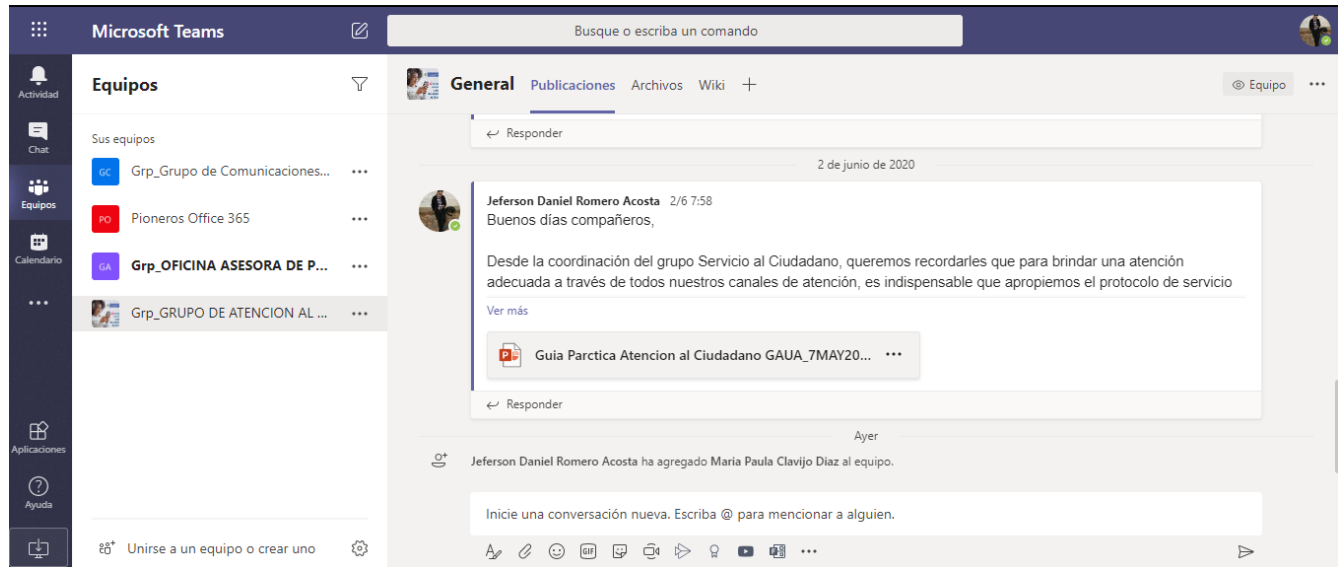 Microsoft Teams
Busque o escriba un comando
Actividad
Chat
Equipos
Calendario
Aplicaciones
Ayuda
Equipos
Sus equipos
GC Grp_Grupo de Comunicaciones...
PO Pioneros Office 365
GA Grp_OFICINA ASESORA DE P...
Grp_GRUPO DE ATENCION AL ...
Unirse a un equipo o crear uno
General Publicaciones Archivos Wiki
Equipo
Responder
2 de junio de 2020
Jeferson Daniel Romero Acosta 2/6 7:58
Buenos días compañeros,
Desde la coordinación del grupo Servicio al Ciudadano, queremos recordarles que para brindar una atención
adecuada a través de todos nuestros canales de atención, es indispensable que apropiemos el protocolo de servicio
Ver más
Guia Parctica Atencion al Ciudadano GAUA_7MAY20...
Responder
Ayer
Jeferson Daniel Romero Acosta ha agregado Maria Paula Clavijo Diaz al equipo.
Inicie una conversación nueva. Escriba @ para mencionar a alguien.
GIF